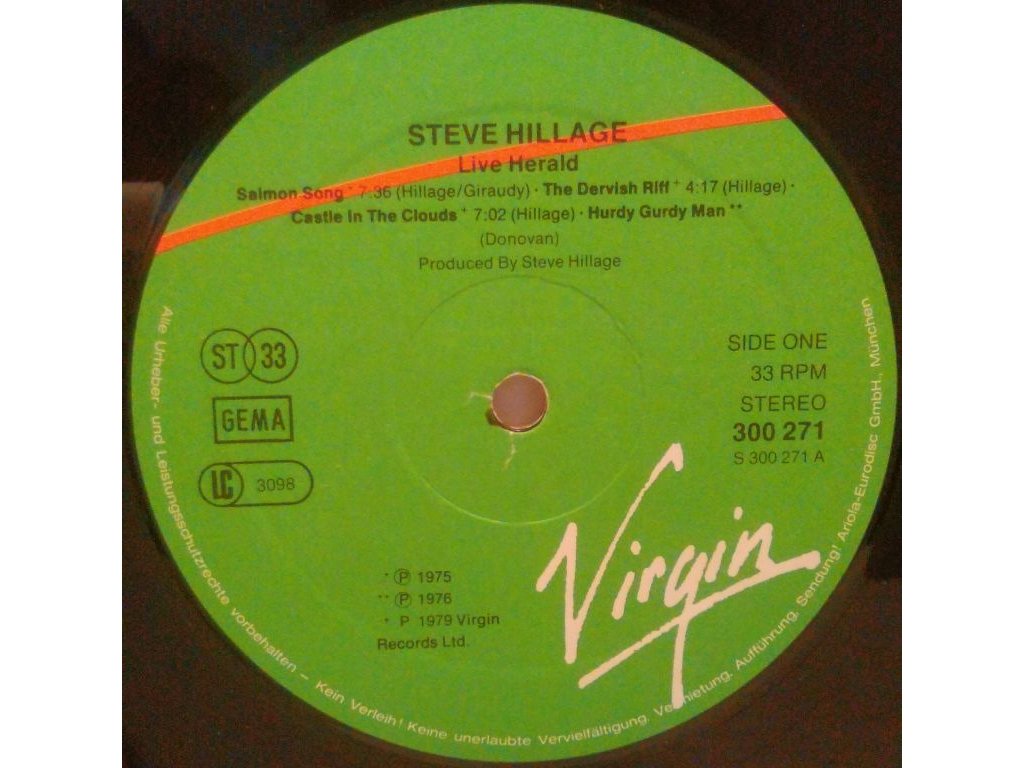 STEVE HILLAGE
Live Herald
Salmon Song * 7:36 (Hillage/Giraudy) · The Dervish Riff + 4:17 (Hillage) ·
Castle In The Clouds + 7:02 (Hillage) · Hurdy Gurdy Man **
(Donovan)
Produced By Steve Hillage
ST 33
GEMA
LC 3098
SIDE ONE
33 RPM
STEREO
300 271
S 300 271 A
* ℗ 1975
** ℗ 1976
+ P 1979 Virgin
Records Ltd.
Virgin
Alle Urheber- und Leistungsschutzrechte vorbehalten – Kein Verleih! Keine unerlaubte Vervielfältigung, Vermietung, Aufführung, Sendung! Ariola-Eurodisc GmbH., München